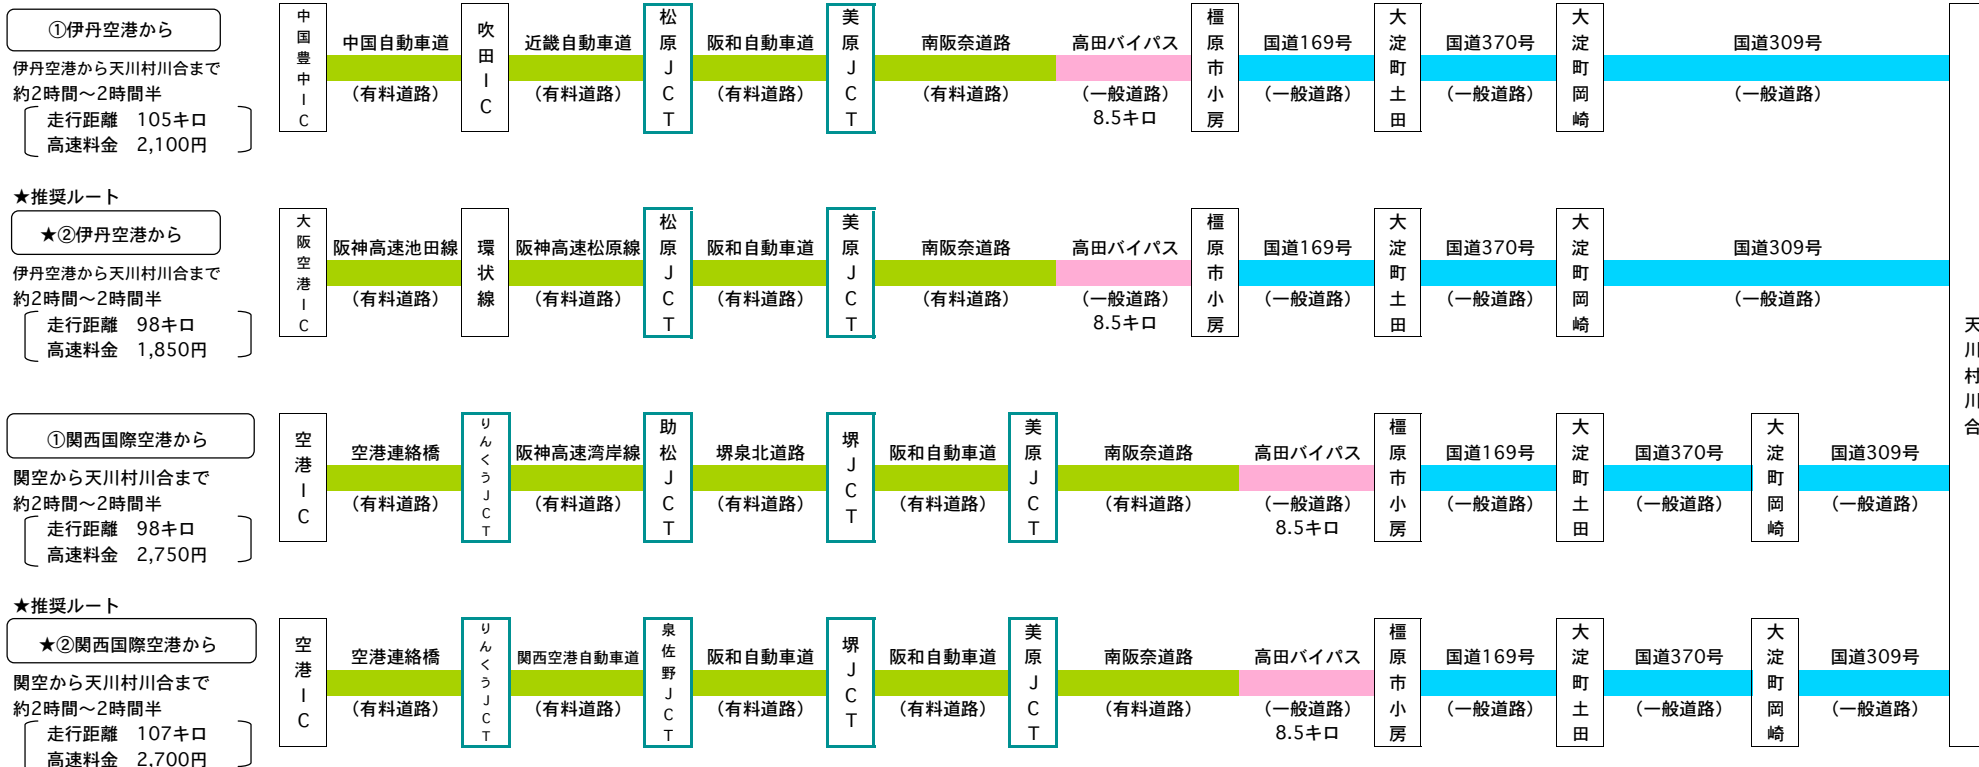 ①伊丹空港から
伊丹空港から天川村川合まで
約2時間～2時間半
走行距離　105キロ
高速料金　2,100円
中国豊中IC
中国自動車道
(有料道路)
吹田IC
近畿自動車道
(有料道路)
松原JCT
阪和自動車道
(有料道路)
美原JCT
南阪奈道路
(有料道路)
高田バイパス
(一般道路)
8.5キロ
橿原市小房
国道169号
(一般道路)
大淀町土田
国道370号
(一般道路)
大淀町岡崎
国道309号
(一般道路)
★推奨ルート
★②伊丹空港から
伊丹空港から天川村川合まで
約2時間～2時間半
走行距離　98キロ
高速料金　1,850円
大阪空港IC
阪神高速池田線
(有料道路)
環状線
阪神高速松原線
(有料道路)
松原JCT
阪和自動車道
(有料道路)
美原JCT
南阪奈道路
(有料道路)
高田バイパス
(一般道路)
8.5キロ
橿原市小房
国道169号
(一般道路)
大淀町土田
国道370号
(一般道路)
大淀町岡崎
国道309号
(一般道路)
天川村川合
①関西国際空港から
関空から天川村川合まで
約2時間～2時間半
走行距離　98キロ
高速料金　2,750円
空港IC
空港連絡橋
(有料道路)
りんくうJCT
阪神高速湾岸線
(有料道路)
助松JCT
堺泉北道路
(有料道路)
堺JCT
阪和自動車道
(有料道路)
美原JCT
南阪奈道路
(有料道路)
高田バイパス
(一般道路)
8.5キロ
橿原市小房
国道169号
(一般道路)
大淀町土田
国道370号
(一般道路)
大淀町岡崎
国道309号
(一般道路)
★推奨ルート
★②関西国際空港から
関空から天川村川合まで
約2時間～2時間半
走行距離　107キロ
高速料金　2,700円
空港IC
空港連絡橋
(有料道路)
りんくうJCT
関西空港自動車道
(有料道路)
泉佐野JCT
阪和自動車道
(有料道路)
堺JCT
阪和自動車道
(有料道路)
美原JCT
南阪奈道路
(有料道路)
高田バイパス
(一般道路)
8.5キロ
橿原市小房
国道169号
(一般道路)
大淀町土田
国道370号
(一般道路)
大淀町岡崎
国道309号
(一般道路)